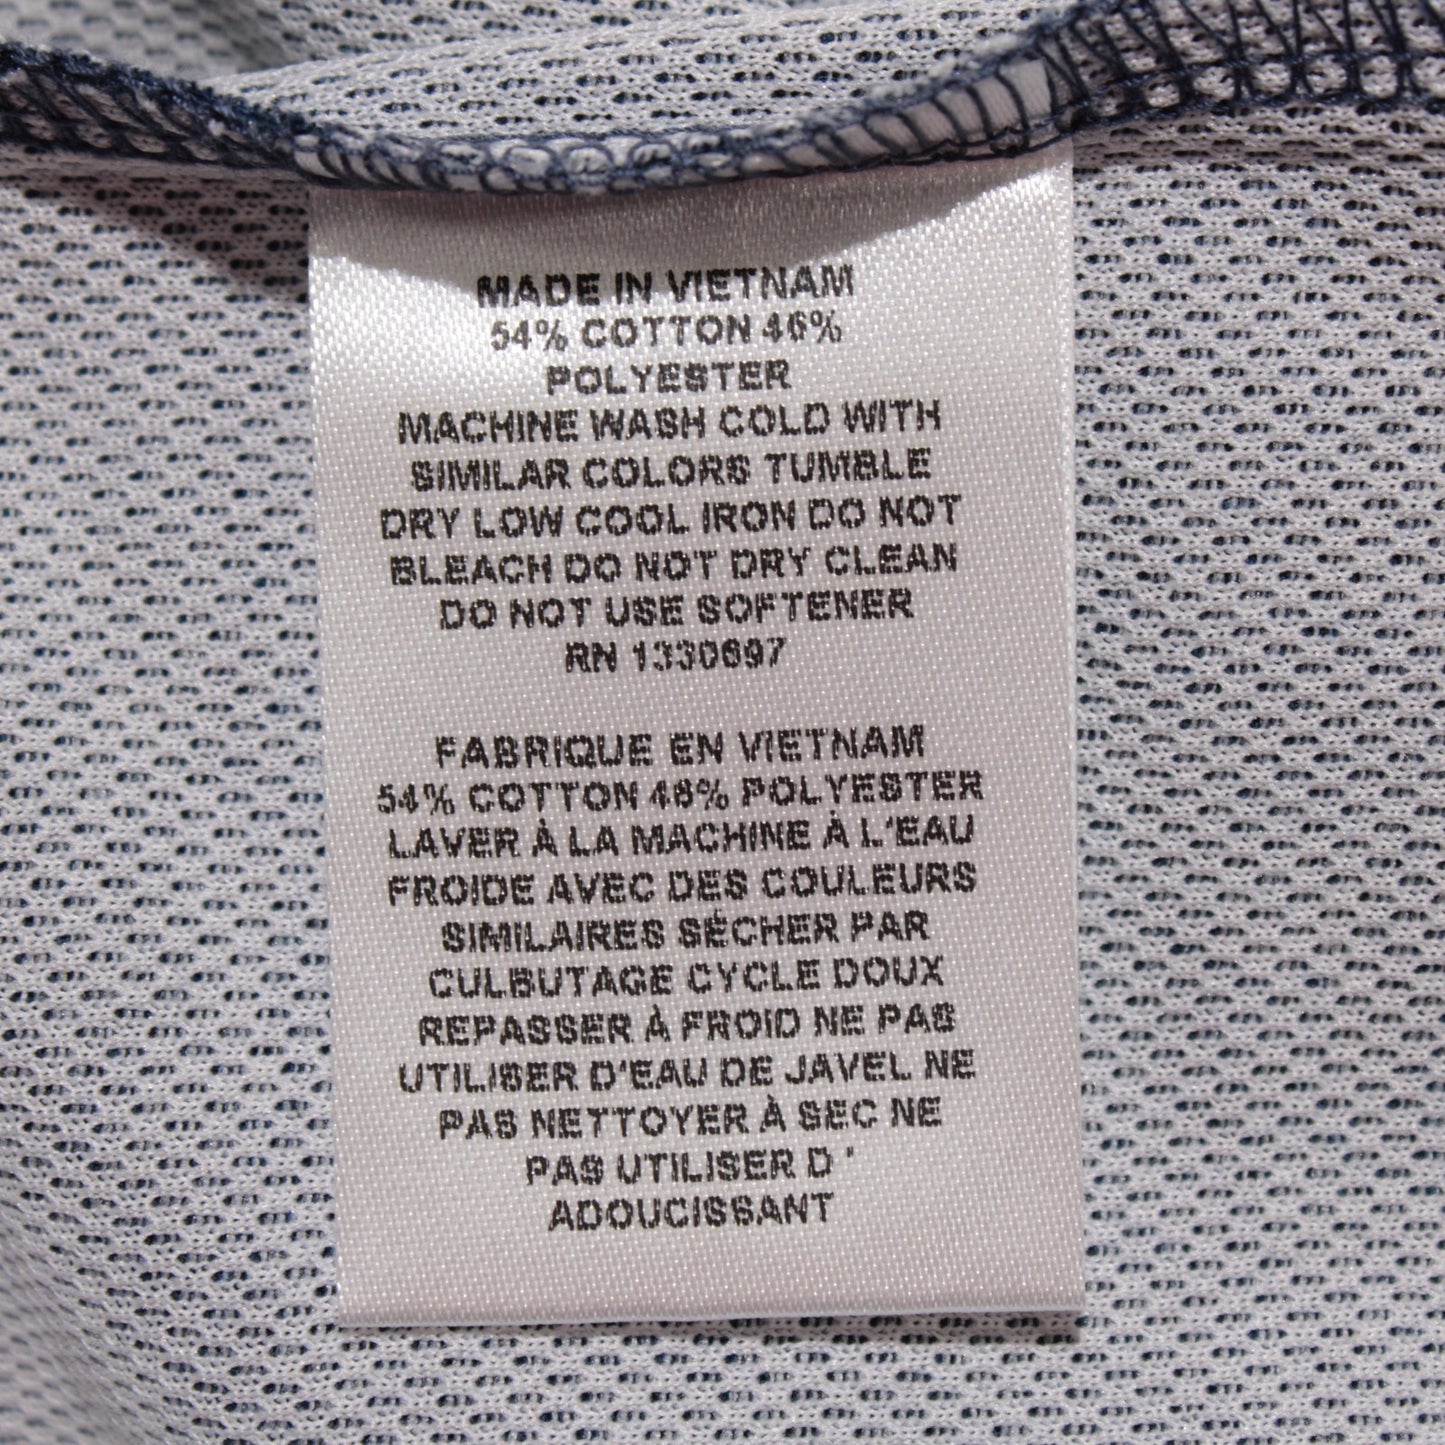 MADE IN VIETNAM
54% COTTON 46%
POLYESTER
MACHINE WASH COLD WITH
SIMILAR COLORS TUMBLE
DRY LOW COOL IRON DO NOT
BLEACH DO NOT DRY CLEAN
DO NOT USE SOFTENER
RN 1330697
FABRIQUE EN VIETNAM
54% COTTON 46% POLYESTER
LAVER À LA MACHINE À L'EAU
FROIDE AVEC DES COULEURS
SIMILAIRES SÉCHER PAR
CULBUTAGE CYCLE DOUX
REPASSER À FROID NE PAS
UTILISER D'EAU DE JAVEL NE
PAS NETTOYER À SEC NE
PAS UTILISER D '
ADOUCISSANT